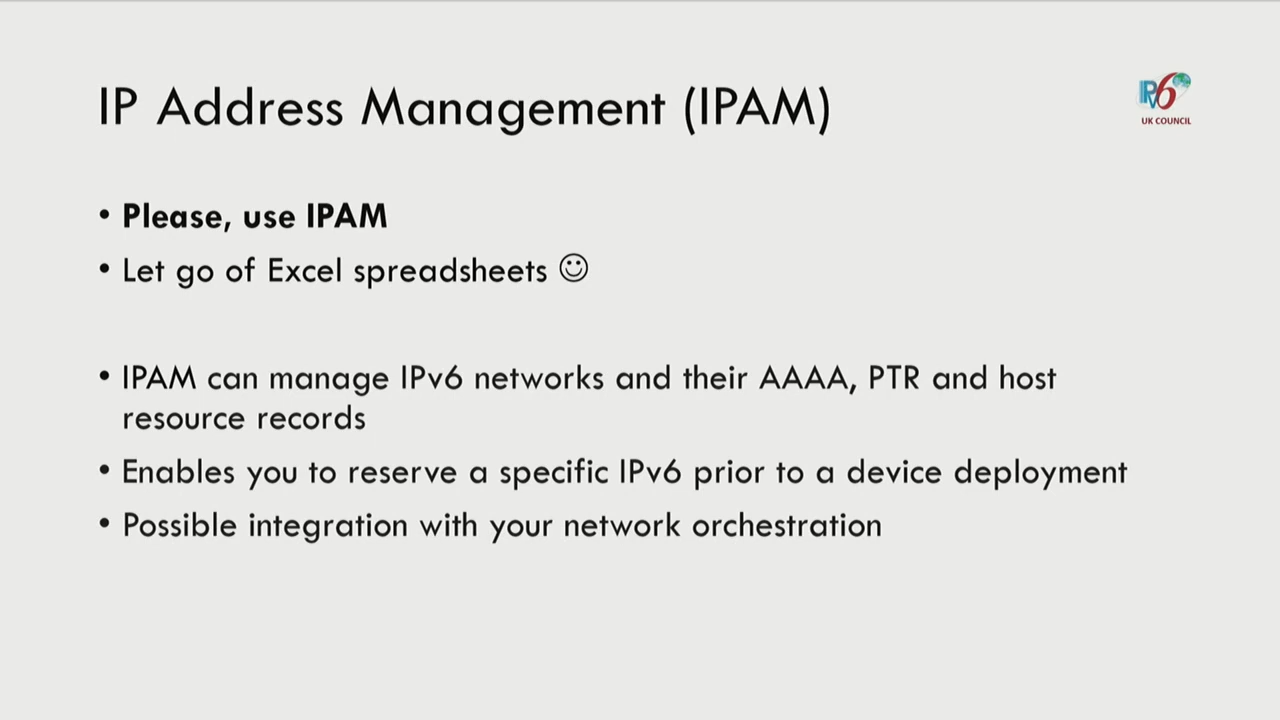 IP Address Management (IPAM)
IPv6
UK COUNCIL
• Please, use IPAM
• Let go of Excel spreadsheets ☺
• IPAM can manage IPv6 networks and their AAAA, PTR and host
resource records
• Enables you to reserve a specific IPv6 prior to a device deployment
• Possible integration with your network orchestration